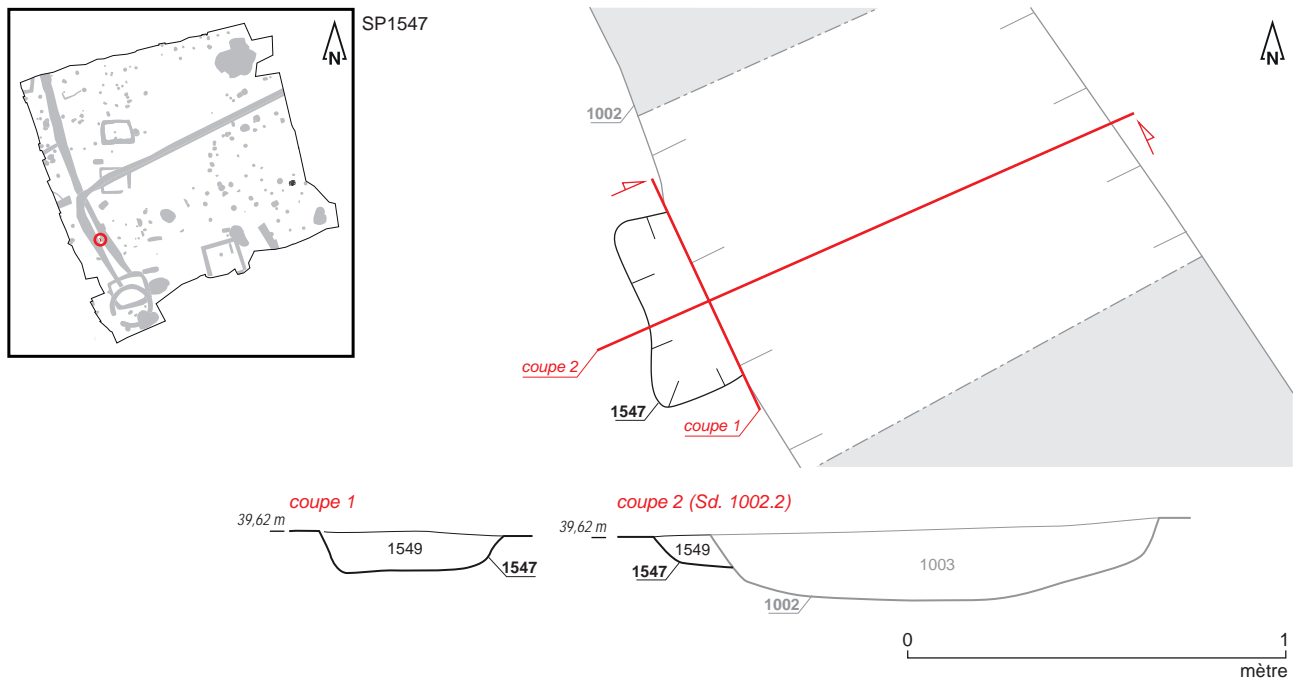 SP1547
N
N
1002
coupe 2
1547
coupe 1
coupe 1
coupe 2 (Sd. 1002.2)
39,62 m
1549
1547
39,62 m
1549
1547
1003
1002
0 1
mètre